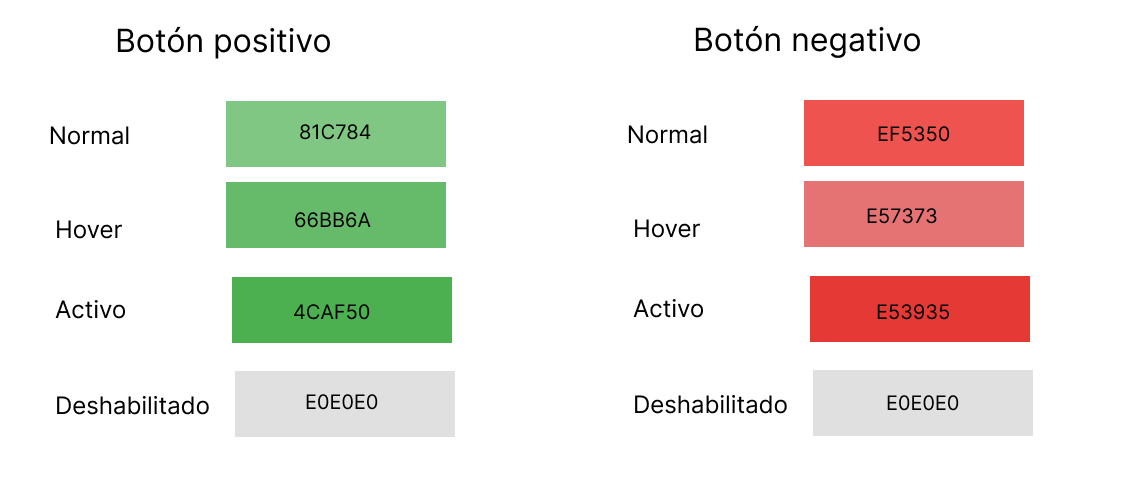 Botón positivo
Normal
81C784
Hover
66BB6A
Activo
4CAF50
Deshabilitado
E0E0E0
Botón negativo
Normal
EF5350
Hover
E57373
Activo
E53935
Deshabilitado
E0E0E0